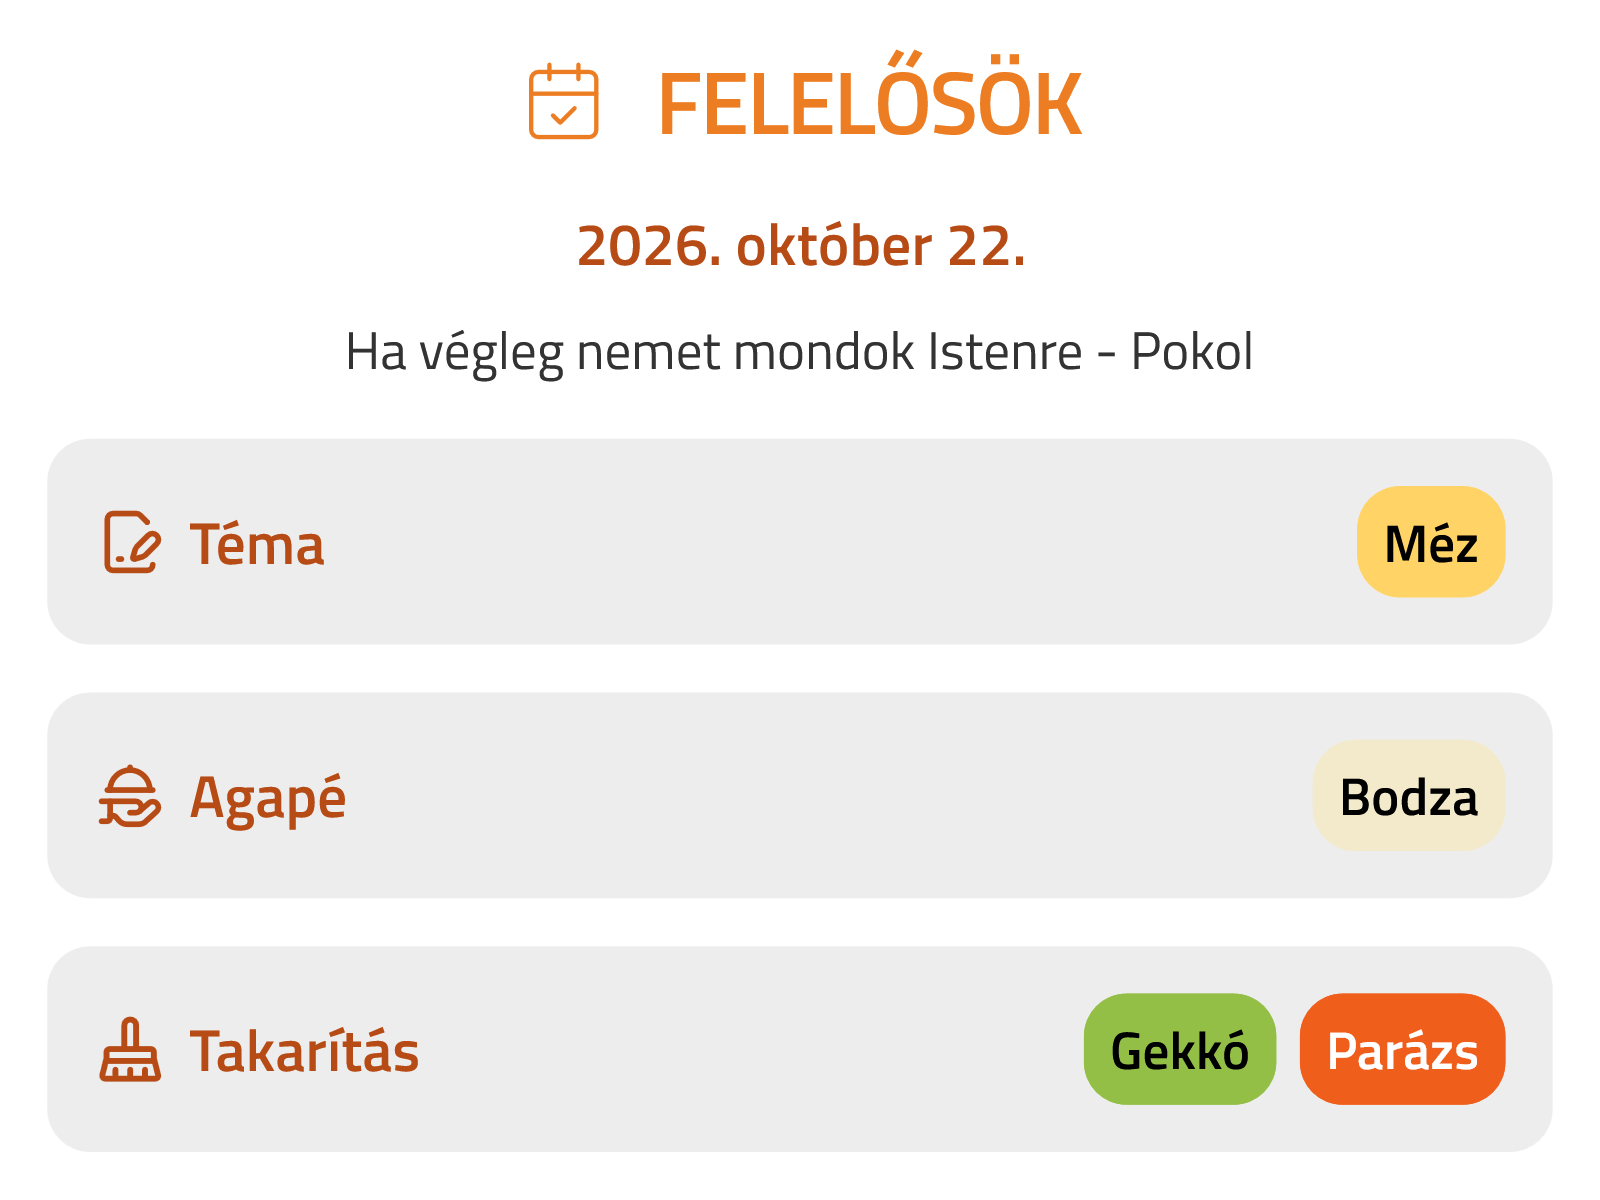 FELELŐSÖK
2026. október 22.
Ha végleg nemet mondok Istenre - Pokol
Téma
Méz
Agapé
Bodza
Takarítás
Gekkó
Parázs